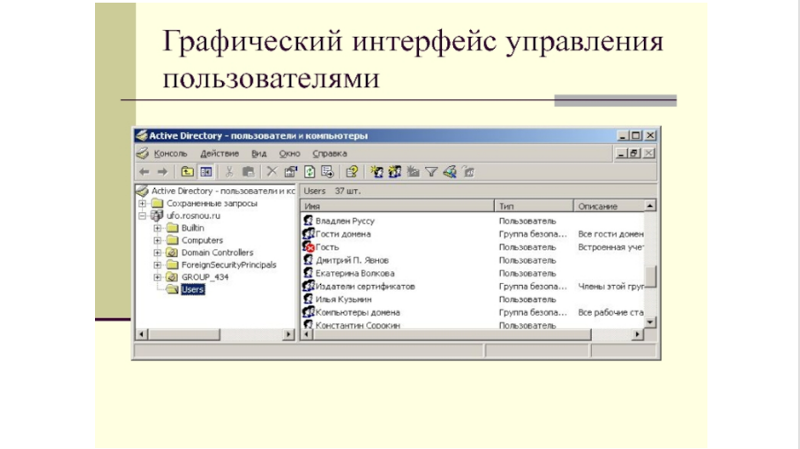 Графический интерфейс управления
пользователями
Active Directory - пользователи и компьютеры
Консоль Действие Вид Окно Справка
Active Directory - пользователи и кс
Users 37 шт.
Сохраненные запросы
ufo.rosnou.ru
Builtin
Computers
Domain Controllers
ForeignSecurityPrincipals
GROUP_434
Users
Имя Тип Описание
Владлен Руссу Пользователь
Гости домена Группа безопа... Все гости домен
Гость Пользователь Встроенная уче
Дмитрий П. Явнов Пользователь
Екатерина Волкова Пользователь
Издатели сертификатов Группа безопа... Члены этой груп
Илья Кузьмин Пользователь
Компьютеры домена Группа безопа... Все рабочие ста
Константин Сорокин Пользователь